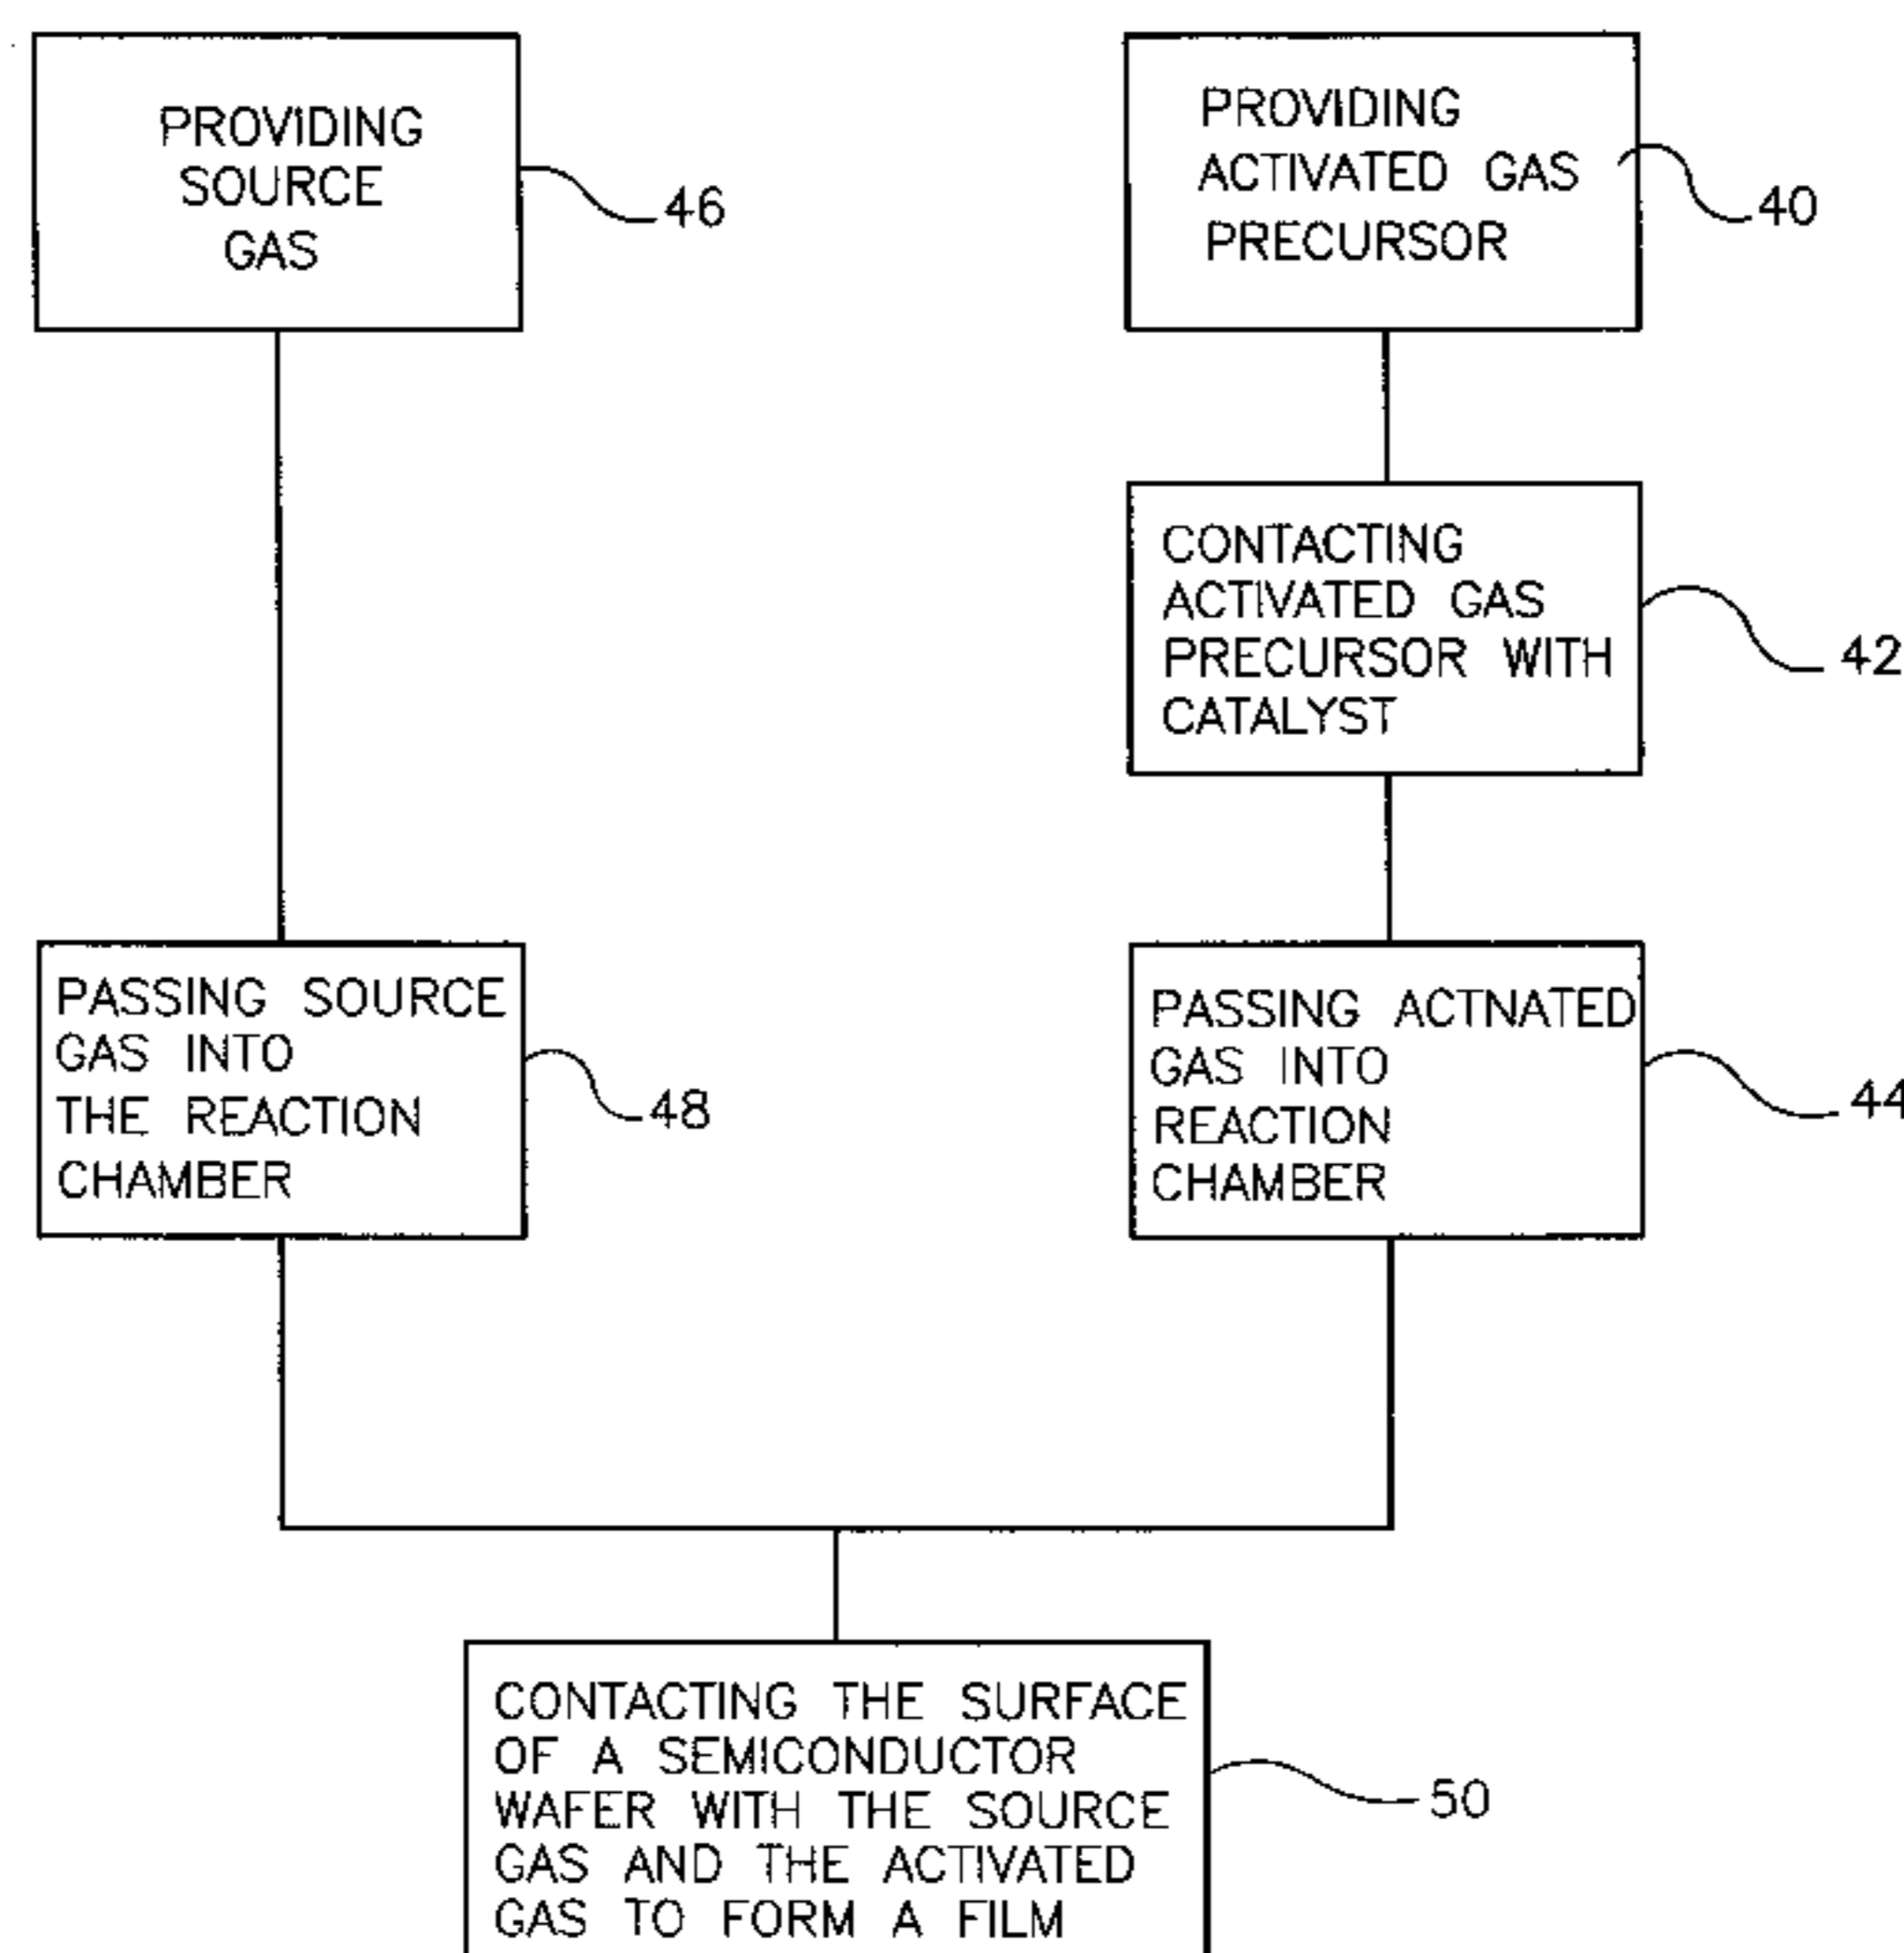 PROVIDING
SOURCE
GAS
46
PROVIDING
ACTIVATED GAS
PRECURSOR
40
CONTACTING
ACTIVATED GAS
PRECURSOR WITH
CATALYST
42
PASSING SOURCE
GAS INTO
THE REACTION
CHAMBER
48
PASSING ACTNATED
GAS INTO
REACTION
CHAMBER
44
CONTACTING THE SURFACE
OF A SEMICONDUCTOR
WAFER WITH THE SOURCE
GAS AND THE ACTIVATED
GAS TO FORM A FILM
50